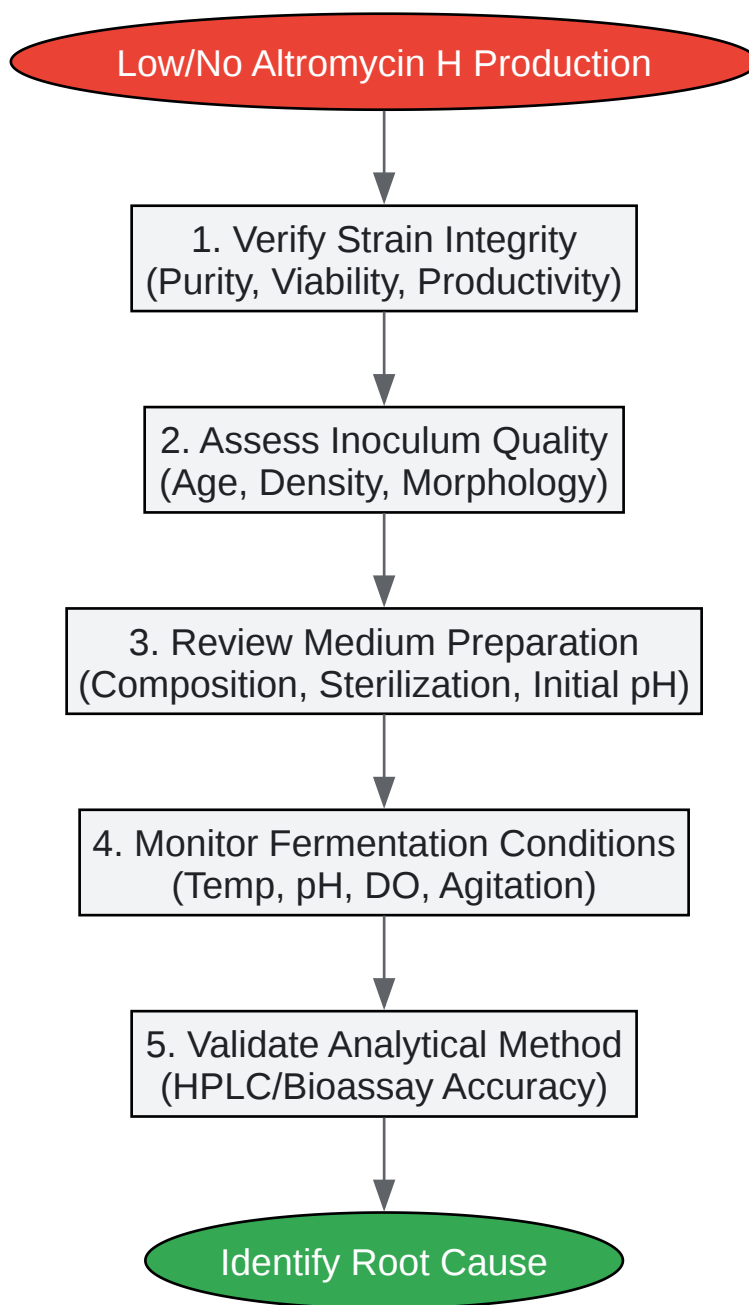 Low/No Altromycin H Production
1. Verify Strain Integrity
(Purity, Viability, Productivity)
2. Assess Inoculum Quality
(Age, Density, Morphology)
3. Review Medium Preparation
(Composition, Sterilization, Initial pH)
4. Monitor Fermentation Conditions
(Temp, pH, DO, Agitation)
5. Validate Analytical Method
(HPLC/Bioassay Accuracy)
Identify Root Cause